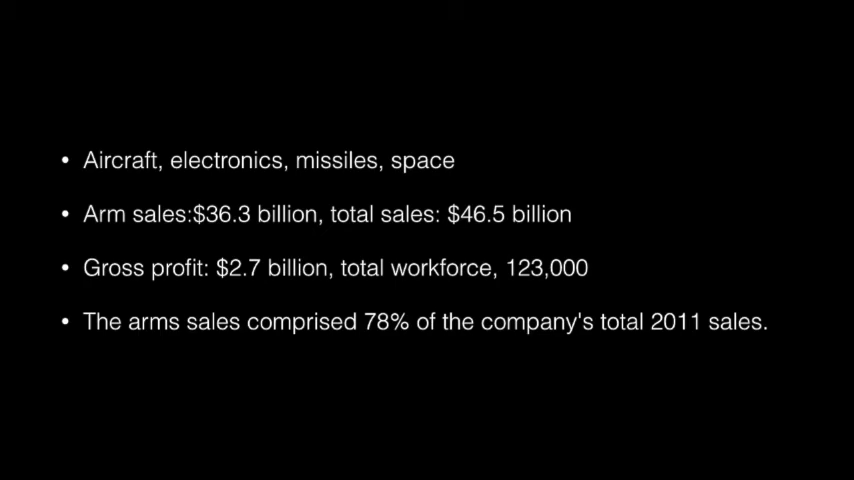 • Aircraft, electronics, missiles, space
• Arm sales:$36.3 billion, total sales: $46.5 billion
• Gross profit: $2.7 billion, total workforce, 123,000
• The arms sales comprised 78% of the company's total 2011 sales.